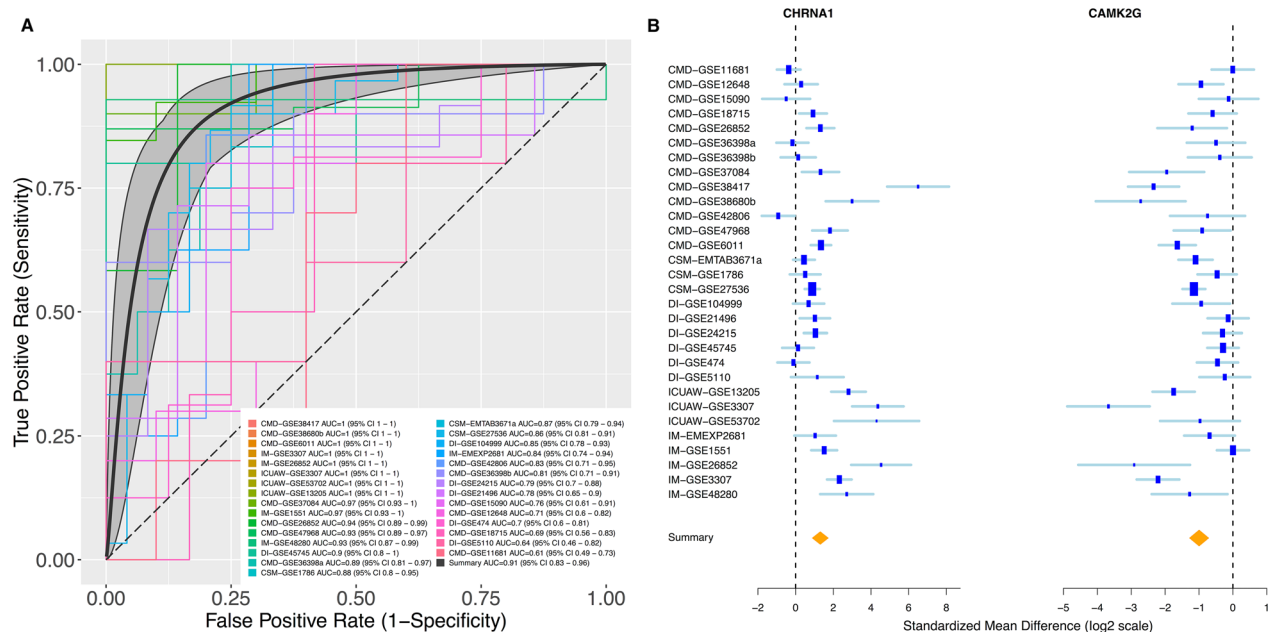 A
True Positive Rate (Sensitivity)
1.00
0.75
0.50
0.25
0.00
0.00
0.25
0.50
0.75
1.00
False Positive Rate (1−Specificity)
CMD−GSE38417 AUC=1 (95% CI 1 − 1)
CMD−GSE38680b AUC=1 (95% CI 1 − 1)
CMD−GSE6011 AUC=1 (95% CI 1 − 1)
IM−GSE3307 AUC=1 (95% CI 1 − 1)
IM−GSE26852 AUC=1 (95% CI 1 − 1)
ICUAW−GSE3307 AUC=1 (95% CI 1 − 1)
ICUAW−GSE53702 AUC=1 (95% CI 1 − 1)
ICUAW−GSE13205 AUC=1 (95% CI 1 − 1)
CMD−GSE37084 AUC=0.97 (95% CI 0.93 − 1)
IM−GSE1551 AUC=0.97 (95% CI 0.93 − 1)
CMD−GSE26852 AUC=0.94 (95% CI 0.89 − 0.99)
CMD−GSE47968 AUC=0.93 (95% CI 0.89 − 0.97)
IM−GSE48280 AUC=0.93 (95% CI 0.87 − 0.99)
DI−GSE45745 AUC=0.9 (95% CI 0.8 − 1)
CMD−GSE36398a AUC=0.89 (95% CI 0.81 − 0.97)
CSM−GSE1786 AUC=0.88 (95% CI 0.8 − 0.95)
CSM−EMTAB3671a AUC=0.87 (95% CI 0.79 − 0.94)
CSM−GSE27536 AUC=0.86 (95% CI 0.81 − 0.91)
DI−GSE104999 AUC=0.85 (95% CI 0.78 − 0.93)
IM−EMEXP2681 AUC=0.84 (95% CI 0.74 − 0.94)
CMD−GSE42806 AUC=0.83 (95% CI 0.71 − 0.95)
CMD−GSE36398b AUC=0.81 (95% CI 0.71 − 0.91)
DI−GSE24215 AUC=0.79 (95% CI 0.7 − 0.88)
DI−GSE21496 AUC=0.78 (95% CI 0.65 − 0.9)
CMD−GSE15090 AUC=0.76 (95% CI 0.61 − 0.91)
CMD−GSE12648 AUC=0.71 (95% CI 0.6 − 0.82)
DI−GSE474 AUC=0.7 (95% CI 0.6 − 0.81)
CMD−GSE18715 AUC=0.69 (95% CI 0.56 − 0.83)
DI−GSE5110 AUC=0.64 (95% CI 0.46 − 0.82)
CMD−GSE11681 AUC=0.61 (95% CI 0.49 − 0.73)
Summary AUC=0.91 (95% CI 0.83 − 0.96)
B
CHRNA1
CAMK2G
CMD−GSE11681
CMD−GSE12648
CMD−GSE15090
CMD−GSE18715
CMD−GSE26852
CMD−GSE36398a
CMD−GSE36398b
CMD−GSE37084
CMD−GSE38417
CMD−GSE38680b
CMD−GSE42806
CMD−GSE47968
CMD−GSE6011
CSM−EMTAB3671a
CSM−GSE1786
CSM−GSE27536
DI−GSE104999
DI−GSE21496
DI−GSE24215
DI−GSE45745
DI−GSE474
DI−GSE5110
ICUAW−GSE13205
ICUAW−GSE3307
ICUAW−GSE53702
IM−EMEXP2681
IM−GSE1551
IM−GSE26852
IM−GSE3307
IM−GSE48280
Summary
−2 0 2 4 6 8
−5 −4 −3 −2 −1 0 1
Standardized Mean Difference (log2 scale)